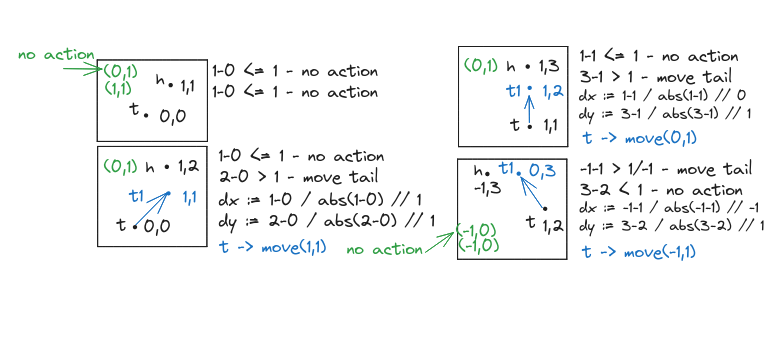 no action
(0,1)
(1,1)
h 1,1
t 0,0
1-0 <= 1 - no action
1-0 <= 1 - no action
(0,1) h 1,2
t1 1,1
t 0,0
1-0 <= 1 - no action
2-0 > 1 - move tail
dx := 1-0 / abs(1-0) // 1
dy := 2-0 / abs(2-0) // 1
t -> move(1,1)
(0,1) h 1,3
t1 1,2
t 1,1
1-1 <= 1 - no action
3-1 > 1 - move tail
dx := 1-1 / abs(1-1) // 0
dy := 3-1 / abs(3-1) // 1
t -> move(0,1)
h t1 0,3
-1,3
t 1,2
(-1,0)
(-1,0)
no action
-1-1 > 1/-1 - move tail
3-2 < 1 - no action
dx := -1-1 / abs(-1-1) // -1
dy := 3-2 / abs(3-2) // 1
t -> move(-1,1)